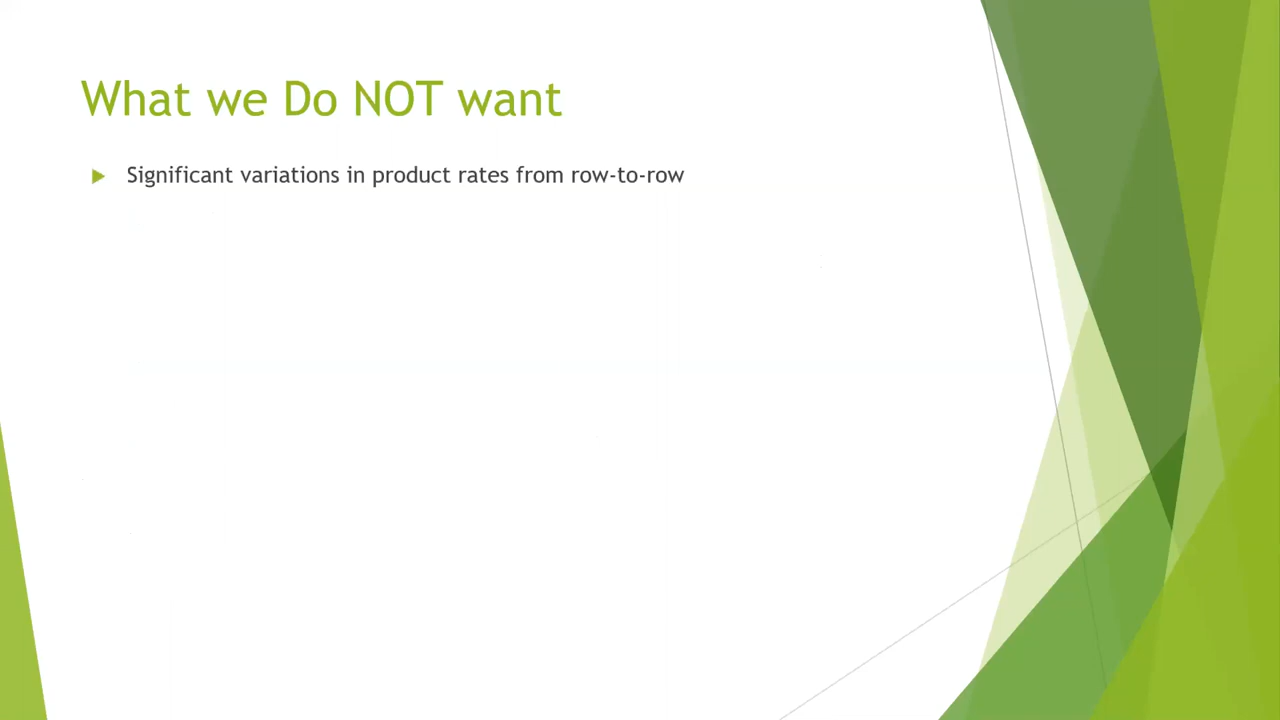 What we Do NOT want
Significant variations in product rates from row-to-row